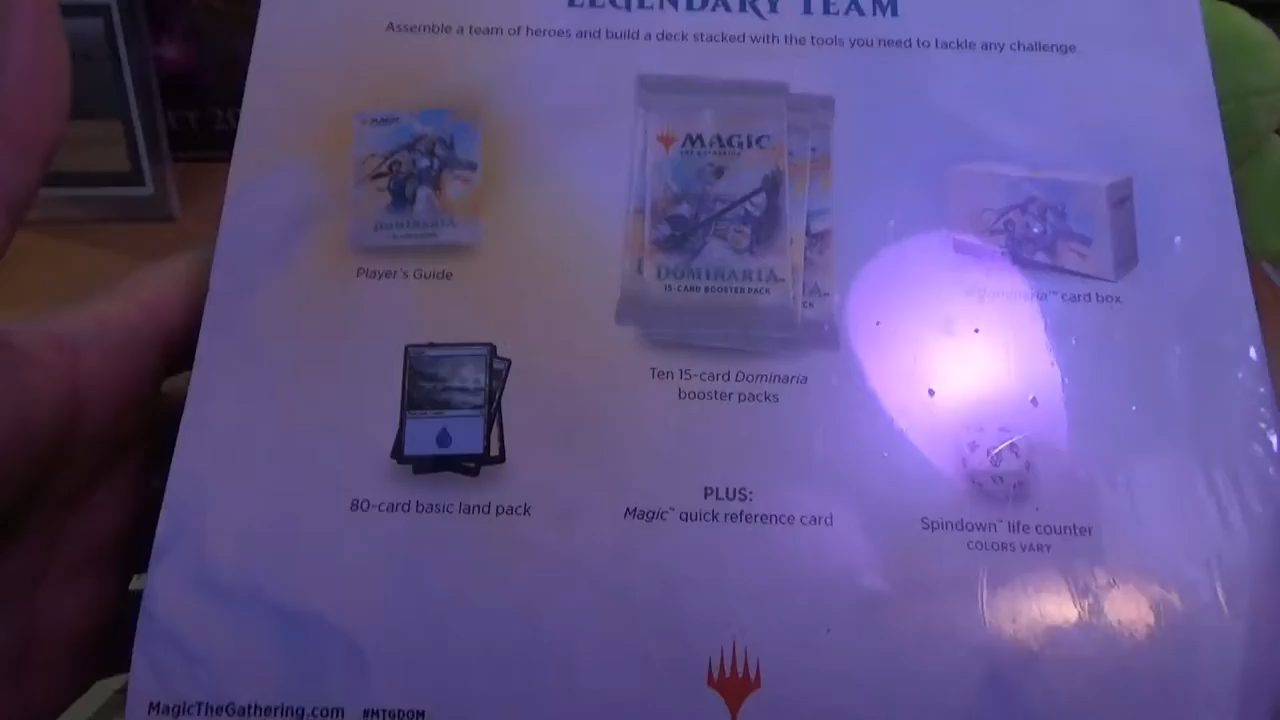 LEGENDARY TEAM
Assemble a team of heroes and build a deck stacked with the tools you need to tackle any challenge
IT 20
MAGIC
DOMINARIA
Player's Guide
MAGIC
THE GATHERING
DOMINARIA
15-CARD BOOSTER PACK
Dominaria™ card box
Ten 15-card Dominaria
booster packs
80-card basic land pack
PLUS:
Magic™ quick reference card
Spindown™ life counter
COLORS VARY
MagicTheGathering.com #MTGDOM